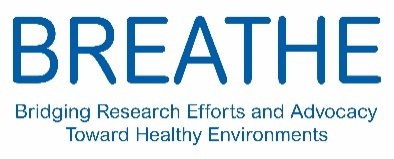 BREATHE
Bridging Research Efforts and Advocacy
Toward Healthy Environments